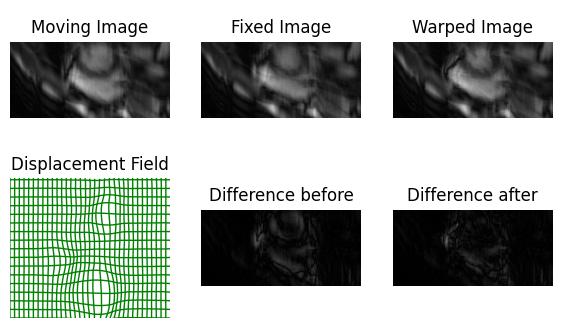 Moving Image
Fixed Image
Warped Image
Displacement Field
Difference before
Difference after